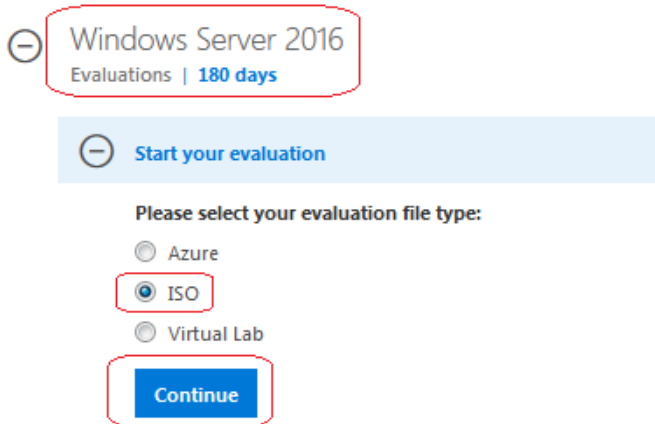 Windows Server 2016
Evaluations | 180 days
Start your evaluation
Please select your evaluation file type:
Azure
ISO
Virtual Lab
Continue